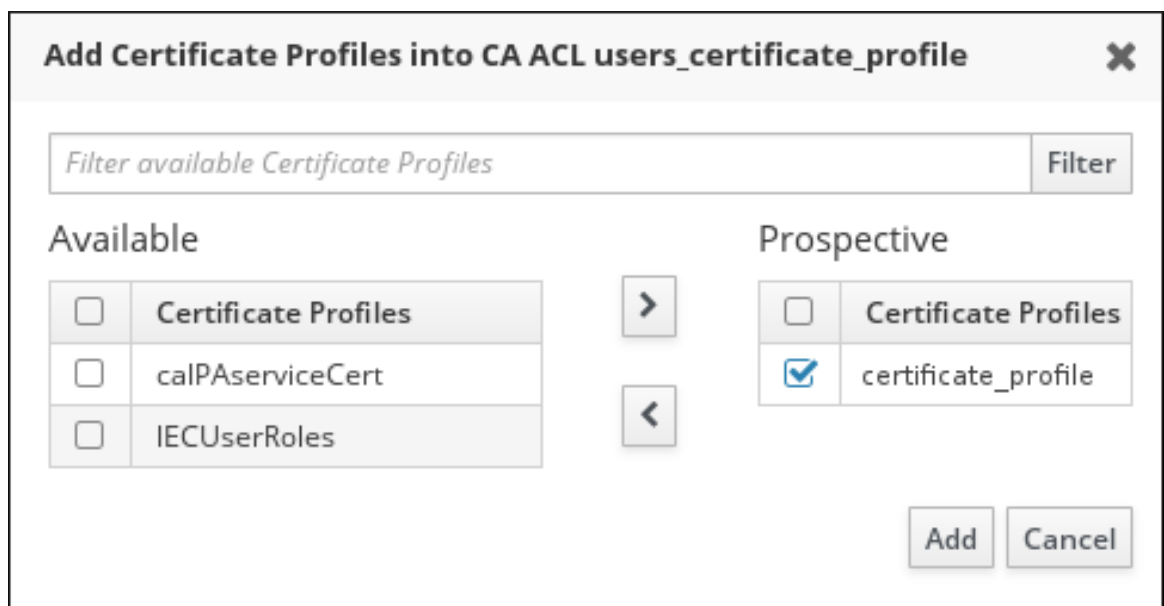 Add Certificate Profiles into CA ACL users_certificate_profile
Filter available Certificate Profiles
Filter
Available
Prospective
Certificate Profiles
Certificate Profiles
caIPAserviceCert
certificate_profile
IECUserRoles
Add
Cancel